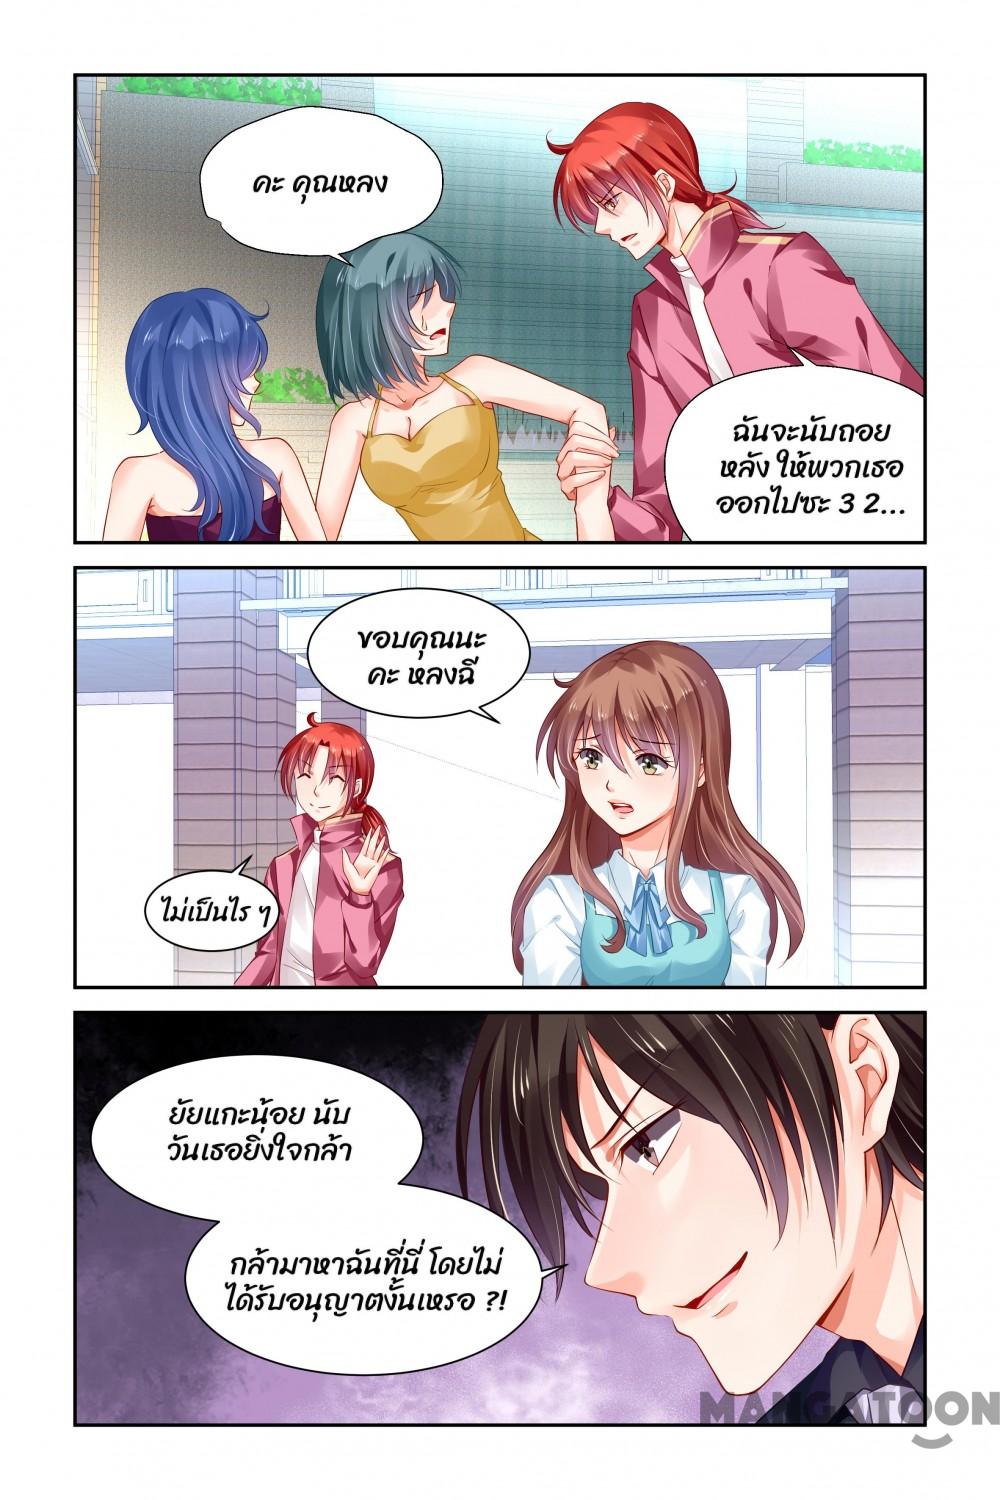 คะ คุณหลง
ฉันจะนับถอย
หลัง ให้พวกเธอ
ออกไปซะ 3 2...
ขอบคุณนะ
คะ หลงฉี
ไม่เป็นไร ๆ
ยัยแกะน้อย นับ
วันเธอยิ่งใจกล้า
กล้ามาหาฉันที่นี่ โดยไม่
ได้รับอนุญาตงั้นเหรอ ?!
MANGATOON